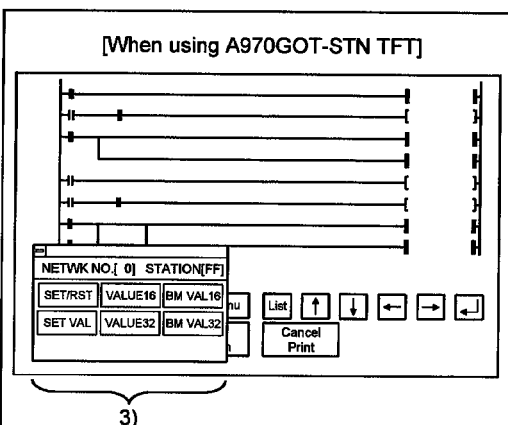 [When using A970GOT-STN TFT]
NETWK NO.[ 0] STATION[FF]
SET/RST VALUE16 BM VAL16 nu List ↑ ↓ ← → ↵
SET VAL VALUE32 BM VAL32 Cancel
Print
3)